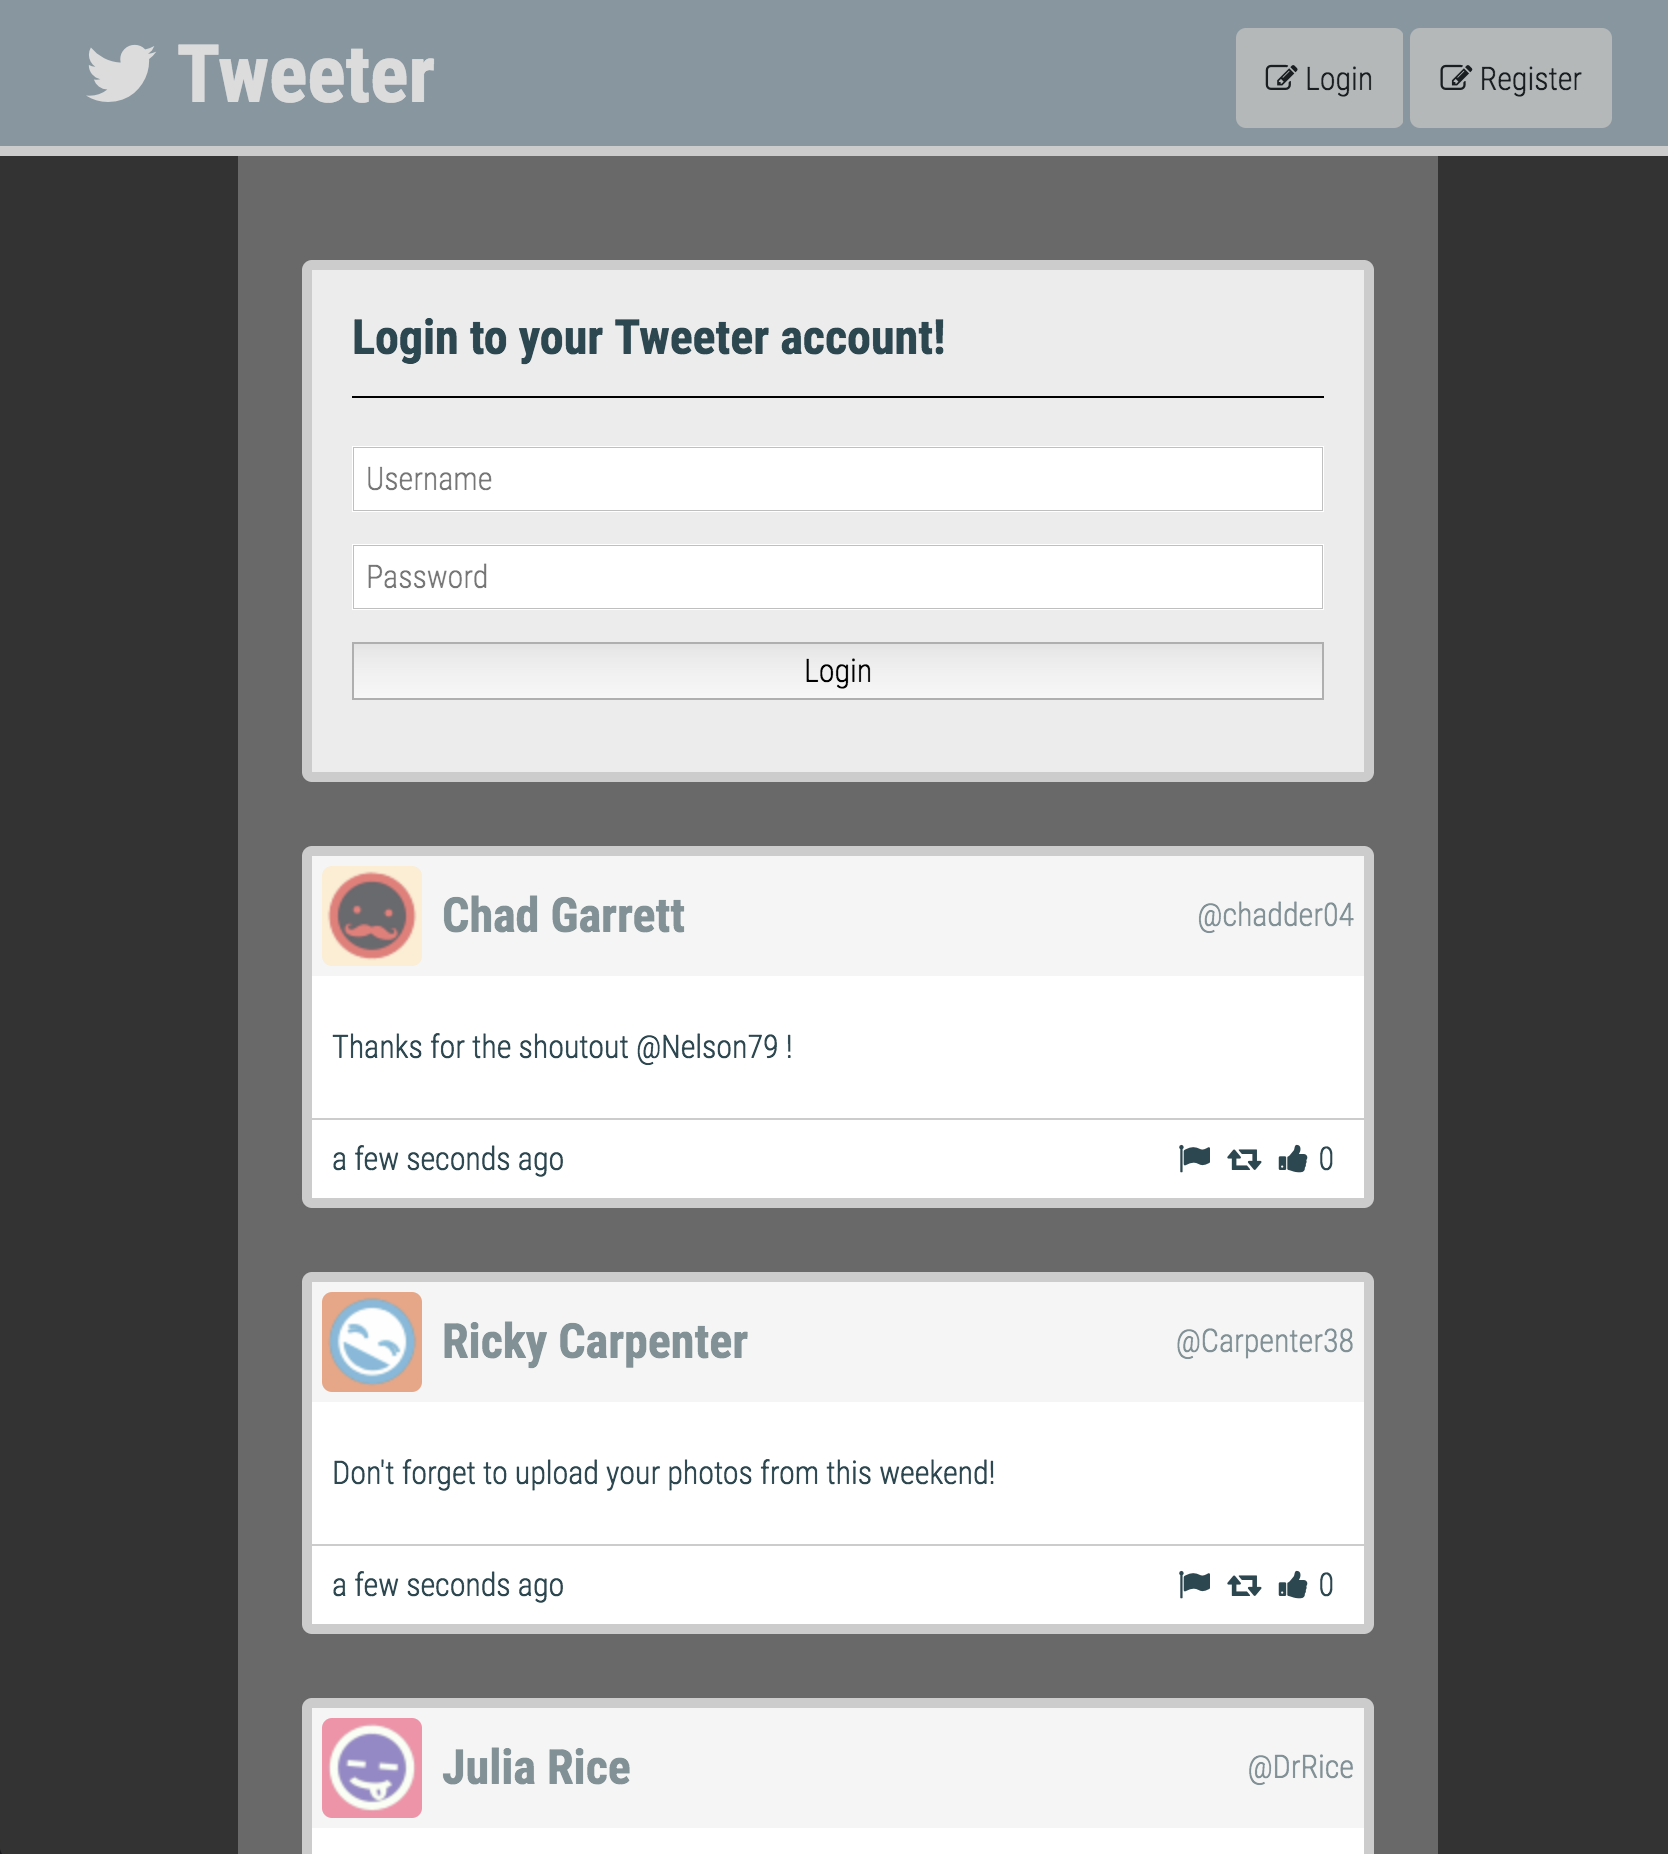 Tweeter
Login
Register
Login to your Tweeter account!
Username
Password
Login
Chad Garrett
@chadder04
Thanks for the shoutout @Nelson79 !
a few seconds ago
0
Ricky Carpenter
@Carpenter38
Don't forget to upload your photos from this weekend!
a few seconds ago
0
Julia Rice
@DrRice